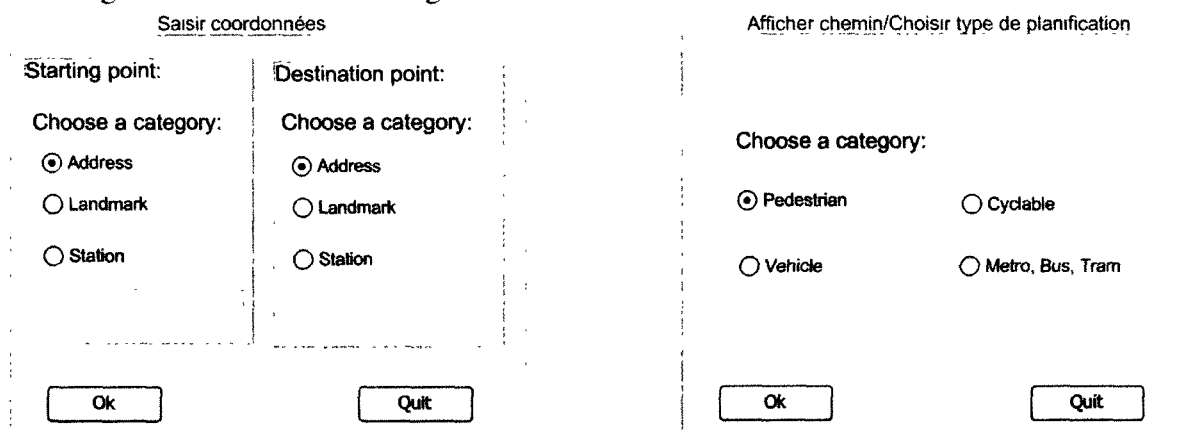 Saisir coordonnées
Starting point:
Choose a category:
Address
Landmark
Station
Destination point:
Choose a category:
Address
Landmark
Station
Ok
Quit
Afficher chemin/Choisir type de planification
Choose a category:
Pedestrian
Cyclable
Vehicle
Metro, Bus, Tram
Ok
Quit